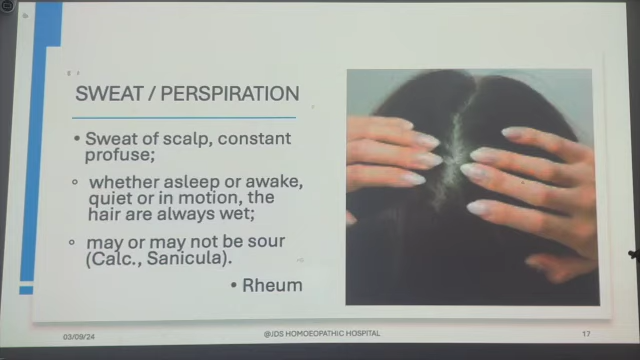 SWEAT / PERSPIRATION
• Sweat of scalp, constant
profuse;
◦ whether asleep or awake,
quiet or in motion, the
hair are always wet;
◦ may or may not be sour
(Calc., Sanicula).
• Rheum
03/09/24
@JDS HOMOEOPATHIC HOSPITAL
17